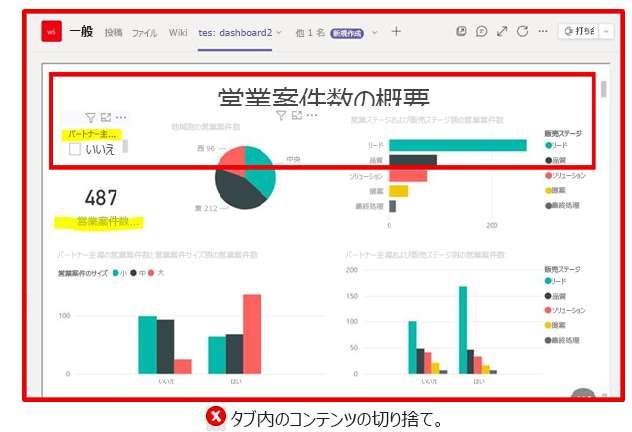 w6 一般 投稿 ファイル Wiki tes: dashboard2 他 1 名 新規作成 打ち合
営業案件数の概要
パートナー主...
いいえ
487
営業案件数...
地域別の営業案件数
西 96
中央
東 212
営業ステージおよび販売ステージ別の営業案件数
リード
品質
ソリューション
提案
最終処理
0 200
販売ステージ
リード
品質
ソリューション
提案
最終処理
パートナー主導の営業案件数と営業案件サイズ別の営業案件数
営業案件のサイズ 小 中 大
100
0
いいえ はい
パートナー主導および販売ステージ別の営業案件数
200
150
100
50
0
いいえ はい
販売ステージ
リード
品質
ソリューション
提案
最終処理
タブ内のコンテンツの切り捨て。